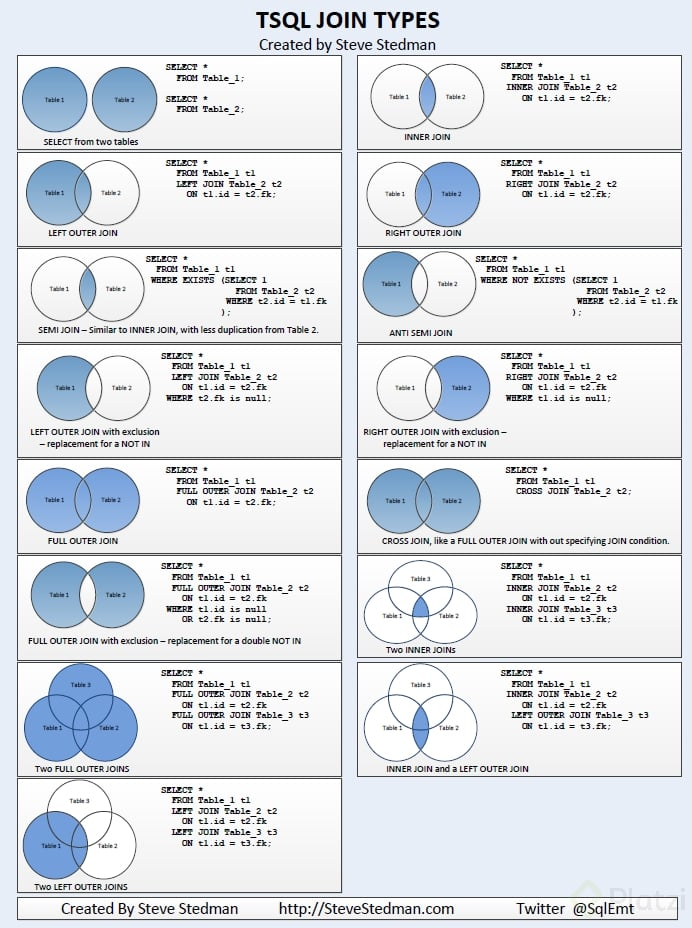 TSQL JOIN TYPES
Created by Steve Stedman
Table 1
Table 2
SELECT *
FROM Table_1;
SELECT *
FROM Table_2;
SELECT from two tables
Table 1
Table 2
SELECT *
FROM Table_1 t1
INNER JOIN Table_2 t2
ON t1.id = t2.fk;
INNER JOIN
Table 1
Table 2
SELECT *
FROM Table_1 t1
LEFT JOIN Table_2 t2
ON t1.id = t2.fk;
LEFT OUTER JOIN
Table 1
Table 2
SELECT *
FROM Table_1 t1
RIGHT JOIN Table_2 t2
ON t1.id = t2.fk;
RIGHT OUTER JOIN
Table 1
Table 2
SELECT *
FROM Table_1 t1
WHERE EXISTS (SELECT 1
FROM Table_2 t2
WHERE t2.id = t1.fk
);
SEMI JOIN – Similar to INNER JOIN, with less duplication from Table 2.
Table 1
Table 2
SELECT *
FROM Table_1 t1
WHERE NOT EXISTS (SELECT 1
FROM Table_2 t2
WHERE t2.id = t1.fk
);
ANTI SEMI JOIN
Table 1
Table 2
SELECT *
FROM Table_1 t1
LEFT JOIN Table_2 t2
ON t1.id = t2.fk
WHERE t2.fk is null;
LEFT OUTER JOIN with exclusion
– replacement for a NOT IN
Table 1
Table 2
SELECT *
FROM Table_1 t1
RIGHT JOIN Table_2 t2
ON t1.id = t2.fk
WHERE t1.id is null;
RIGHT OUTER JOIN with exclusion –
replacement for a NOT IN
Table 1
Table 2
SELECT *
FROM Table_1 t1
FULL OUTER JOIN Table_2 t2
ON t1.id = t2.fk;
FULL OUTER JOIN
Table 1
Table 2
SELECT *
FROM Table_1 t1
CROSS JOIN Table_2 t2;
CROSS JOIN, like a FULL OUTER JOIN with out specifying JOIN condition.
Table 1
Table 2
SELECT *
FROM Table_1 t1
FULL OUTER JOIN Table_2 t2
ON t1.id = t2.fk
WHERE t1.id is null
OR t2.fk is null;
FULL OUTER JOIN with exclusion – replacement for a double NOT IN
Table 3
Table 1
Table 2
SELECT *
FROM Table_1 t1
INNER JOIN Table_2 t2
ON t1.id = t2.fk
INNER JOIN Table_3 t3
ON t1.id = t3.fk;
Two INNER JOINs
Table 3
Table 1
Table 2
SELECT *
FROM Table_1 t1
FULL OUTER JOIN Table_2 t2
ON t1.id = t2.fk
FULL OUTER JOIN Table_3 t3
ON t1.id = t3.fk;
Two FULL OUTER JOINS
Table 3
Table 1
Table 2
SELECT *
FROM Table_1 t1
INNER JOIN Table_2 t2
ON t1.id = t2.fk
LEFT OUTER JOIN Table_3 t3
ON t1.id = t3.fk;
INNER JOIN and a LEFT OUTER JOIN
Table 3
Table 1
Table 2
SELECT *
FROM Table_1 t1
LEFT JOIN Table_2 t2
ON t1.id = t2.fk
LEFT JOIN Table_3 t3
ON t1.id = t3.fk;
Two LEFT OUTER JOINS
Platzi
Created By Steve Stedman http://SteveStedman.com Twitter @SqlEmt